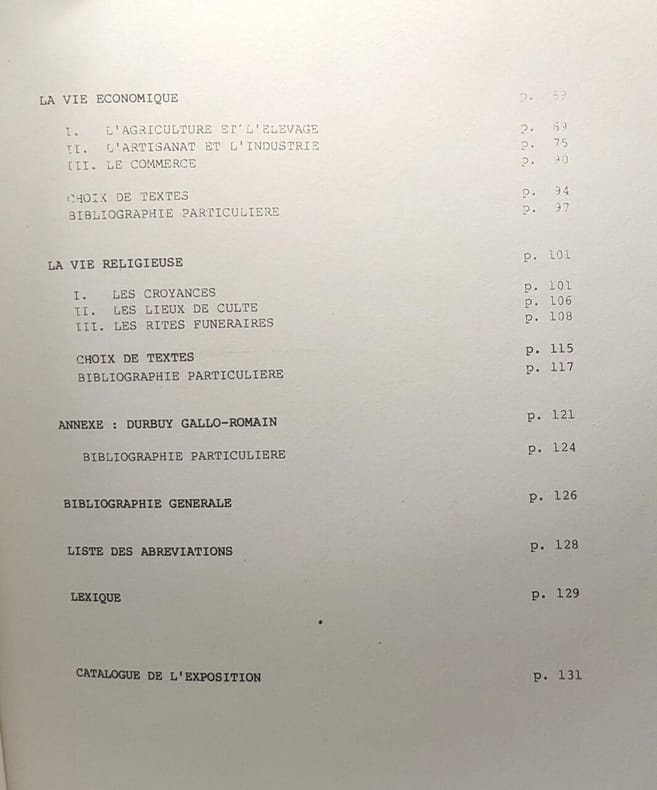 LA VIE ECONOMIQUE p. 69
I. L'AGRICULTURE ET L'ELEVAGE p. 69
II. L'ARTISANAT ET L'INDUSTRIE p. 75
III. LE COMMERCE p. 90
CHOIX DE TEXTES p. 94
BIBLIOGRAPHIE PARTICULIERE p. 97
LA VIE RELIGIEUSE p. 101
I. LES CROYANCES p. 101
II. LES LIEUX DE CULTE p. 106
III. LES RITES FUNERAIRES p. 108
CHOIX DE TEXTES p. 115
BIBLIOGRAPHIE PARTICULIERE p. 117
ANNEXE : DURBUY GALLO-ROMAIN p. 121
BIBLIOGRAPHIE PARTICULIERE p. 124
BIBLIOGRAPHIE GENERALE p. 126
LISTE DES ABREVIATIONS p. 128
LEXIQUE p. 129
CATALOGUE DE L'EXPOSITION p. 131